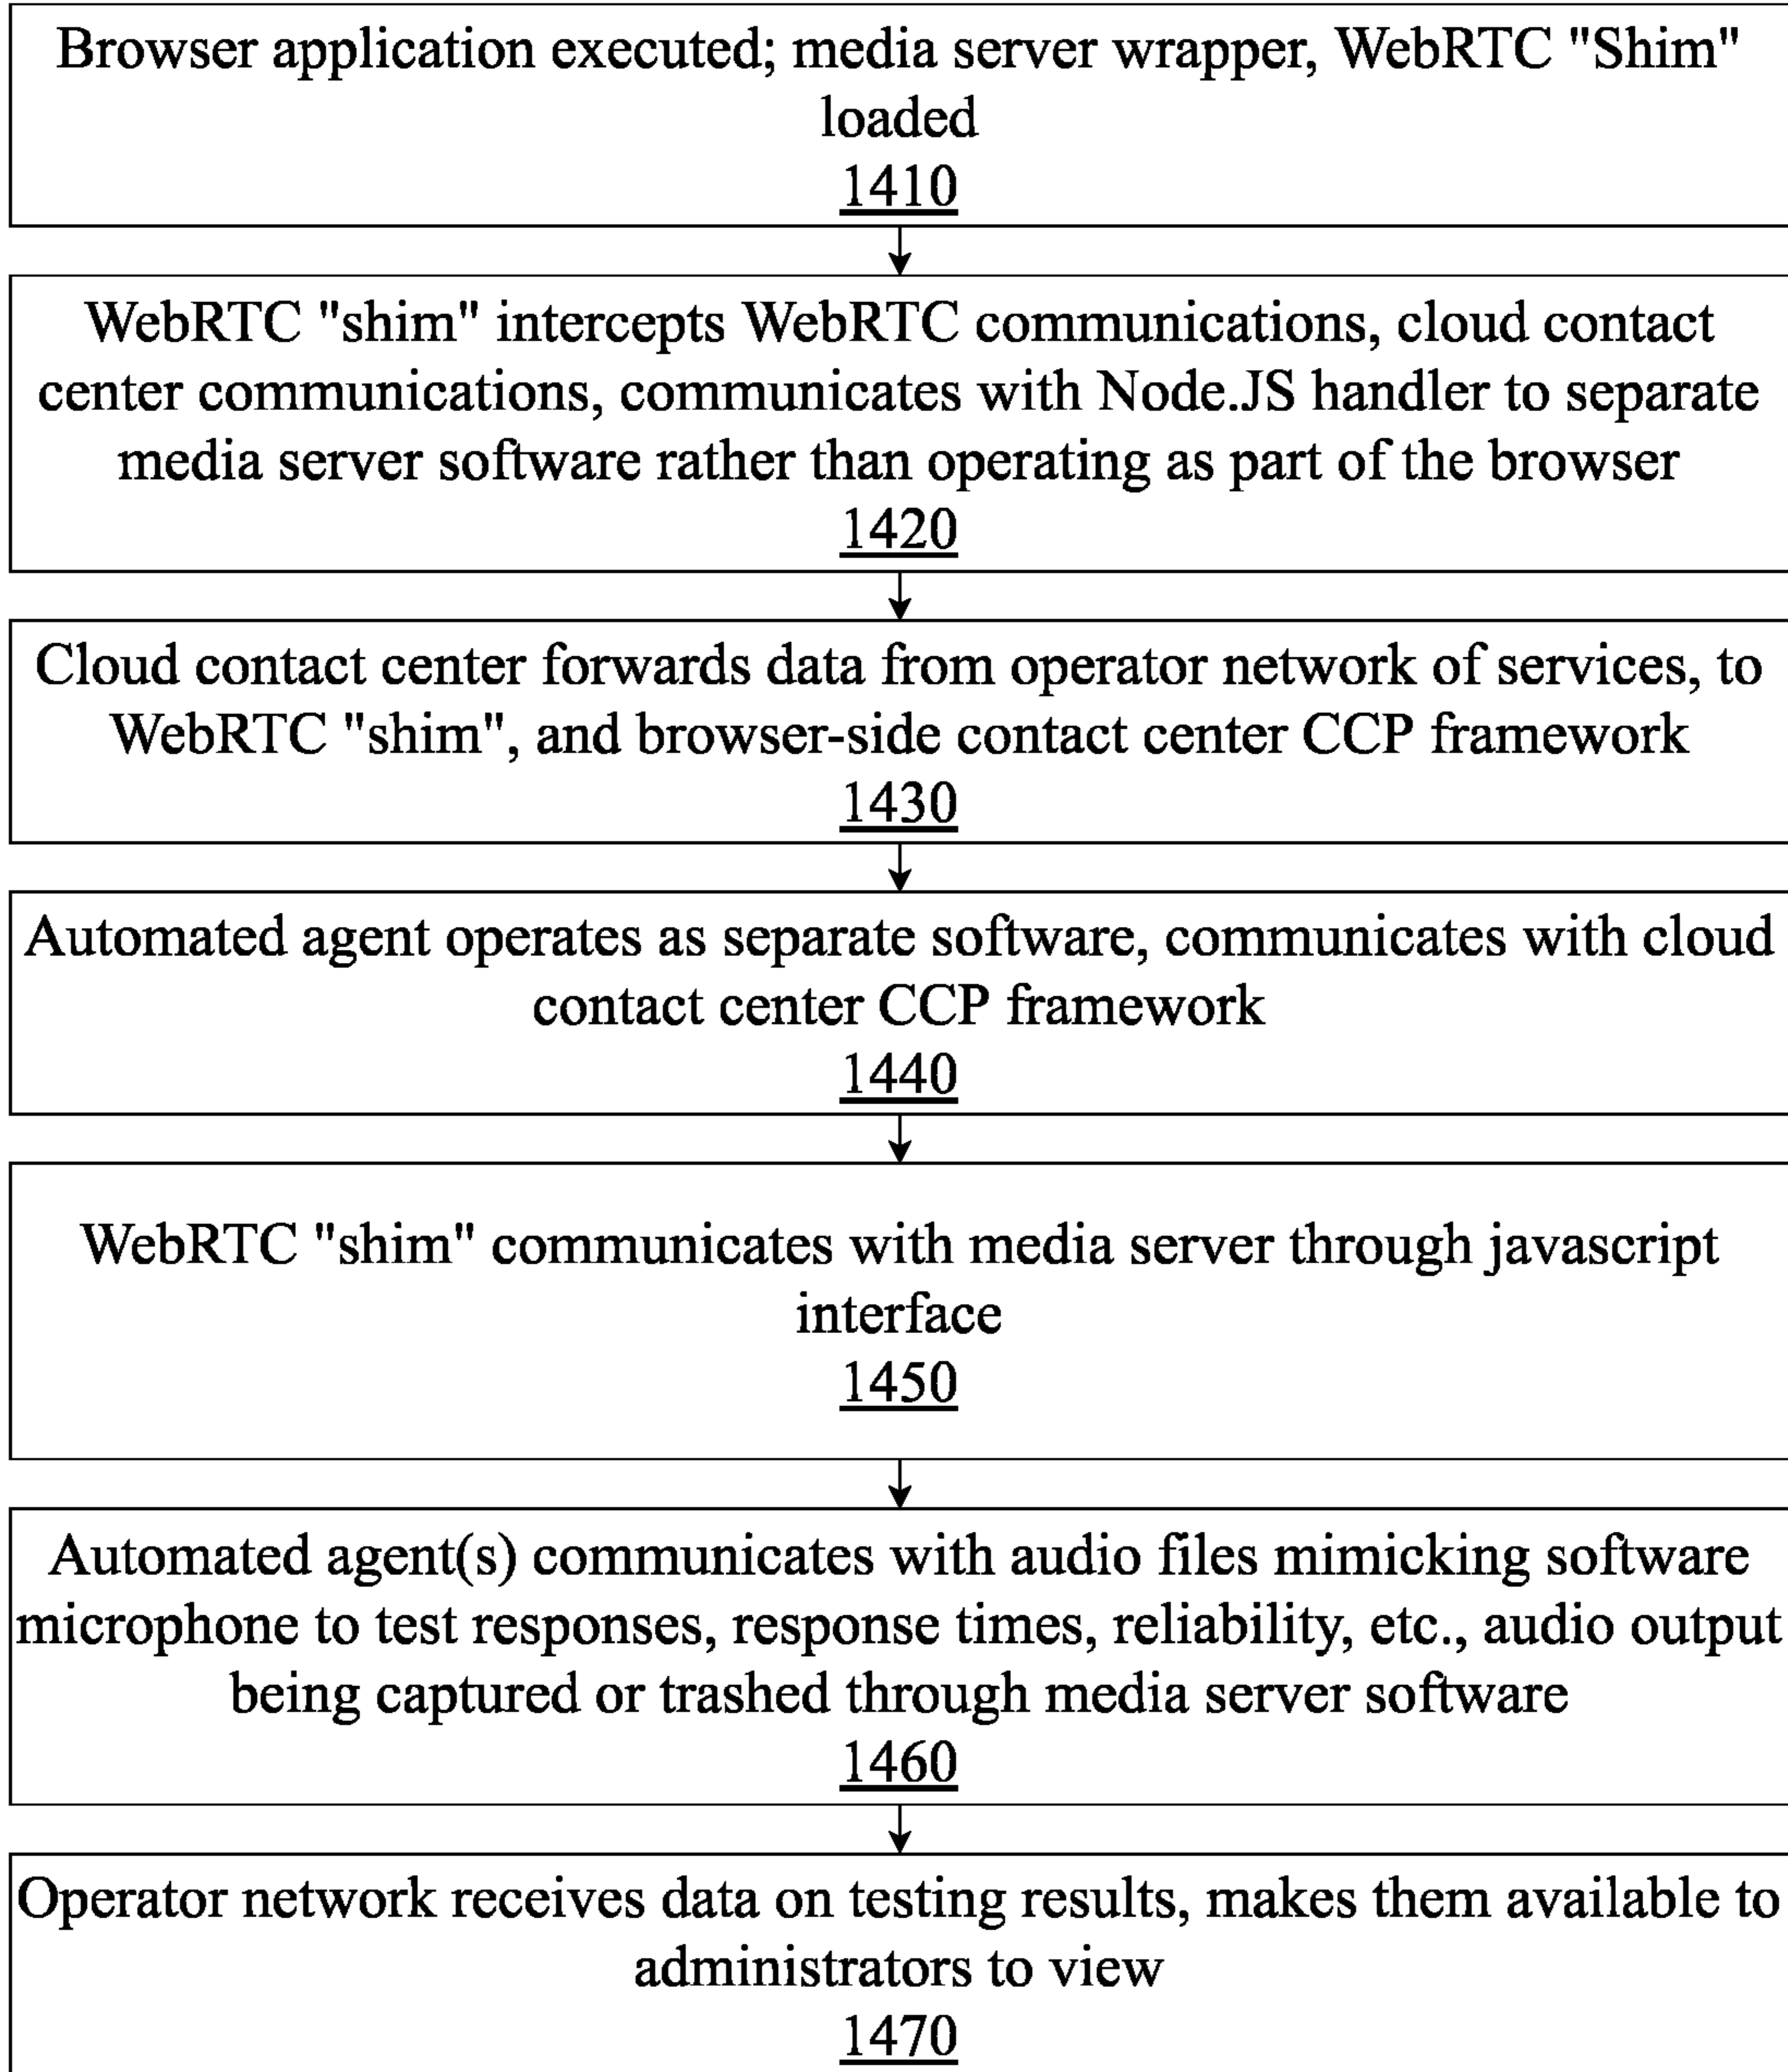 Browser application executed; media server wrapper, WebRTC "Shim"
loaded
1410
WebRTC "shim" intercepts WebRTC communications, cloud contact
center communications, communicates with Node.JS handler to separate
media server software rather than operating as part of the browser
1420
Cloud contact center forwards data from operator network of services, to
WebRTC "shim", and browser-side contact center CCP framework
1430
Automated agent operates as separate software, communicates with cloud
contact center CCP framework
1440
WebRTC "shim" communicates with media server through javascript
interface
1450
Automated agent(s) communicates with audio files mimicking software
microphone to test responses, response times, reliability, etc., audio output
being captured or trashed through media server software
1460
Operator network receives data on testing results, makes them available to
administrators to view
1470